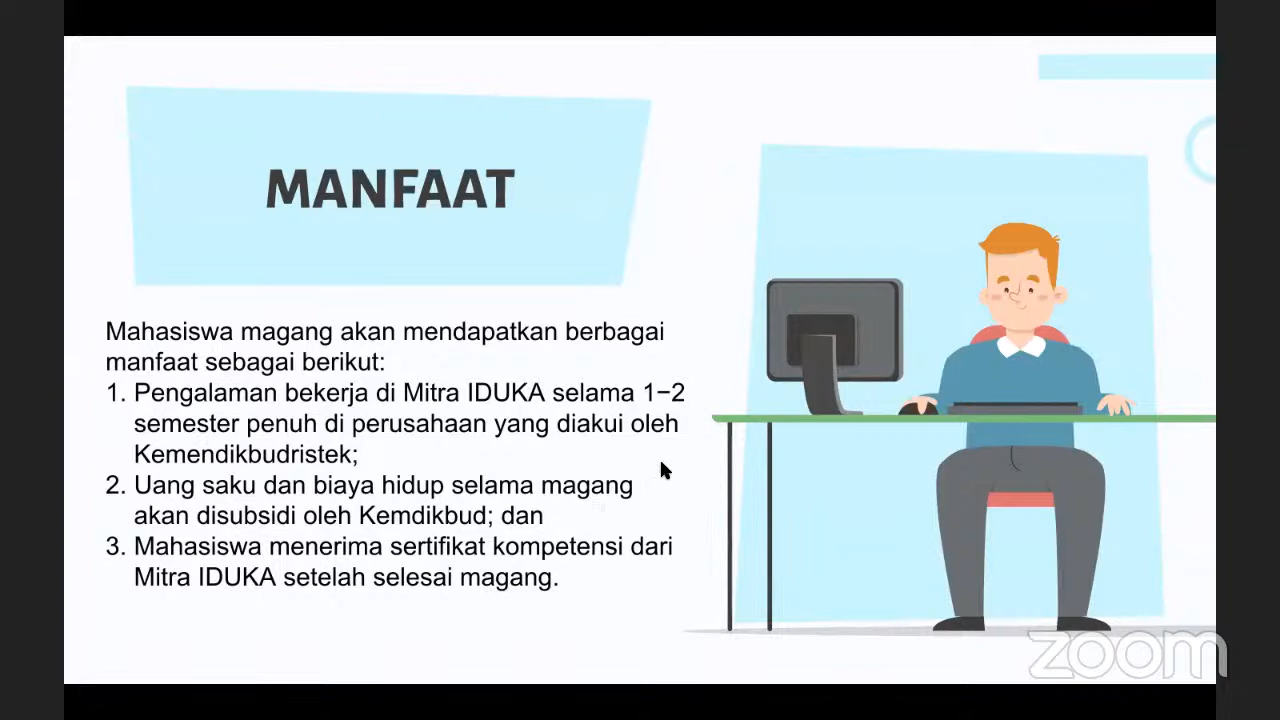 MANFAAT
Mahasiswa magang akan mendapatkan berbagai
manfaat sebagai berikut:
1. Pengalaman bekerja di Mitra IDUKA selama 1−2
semester penuh di perusahaan yang diakui oleh
Kemendikbudristek;
2. Uang saku dan biaya hidup selama magang
akan disubsidi oleh Kemdikbud; dan
3. Mahasiswa menerima sertifikat kompetensi dari
Mitra IDUKA setelah selesai magang.
zoom